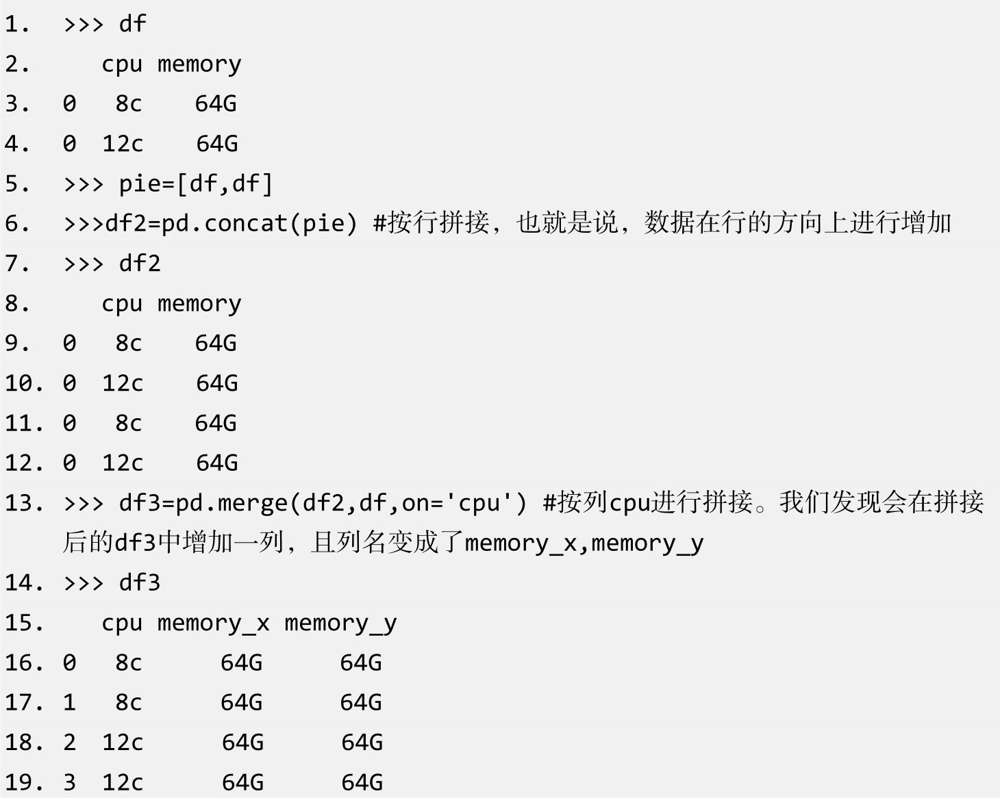 1.  >>> df
2.     cpu memory
3.  0   8c    64G
4.  0  12c    64G
5.  >>> pie=[df,df]
6.  >>>df2=pd.concat(pie) #按行拼接，也就是说，数据在行的方向上进行增加
7.  >>> df2
8.     cpu memory
9.  0   8c    64G
10. 0  12c    64G
11. 0   8c    64G
12. 0  12c    64G
13. >>> df3=pd.merge(df2,df,on='cpu') #按列cpu进行拼接。我们发现会在拼接
后的df3中增加一列，且列名变成了memory_x,memory_y
14. >>> df3
15.    cpu memory_x memory_y
16. 0   8c      64G      64G
17. 1   8c      64G      64G
18. 2  12c      64G      64G
19. 3  12c      64G      64G